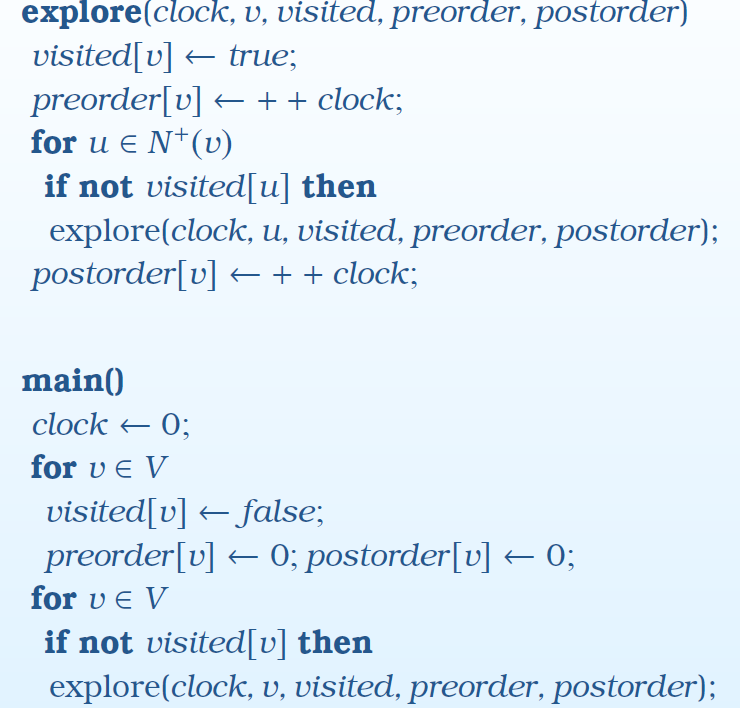 explore(clock, v, visited, preorder, postorder)
visited[v] ← true;
preorder[v] ← + + clock;
for u ∈ N⁺(v)
if not visited[u] then
explore(clock, u, visited, preorder, postorder);
postorder[v] ← + + clock;
main()
clock ← 0;
for v ∈ V
visited[v] ← false;
preorder[v] ← 0; postorder[v] ← 0;
for v ∈ V
if not visited[v] then
explore(clock, v, visited, preorder, postorder);